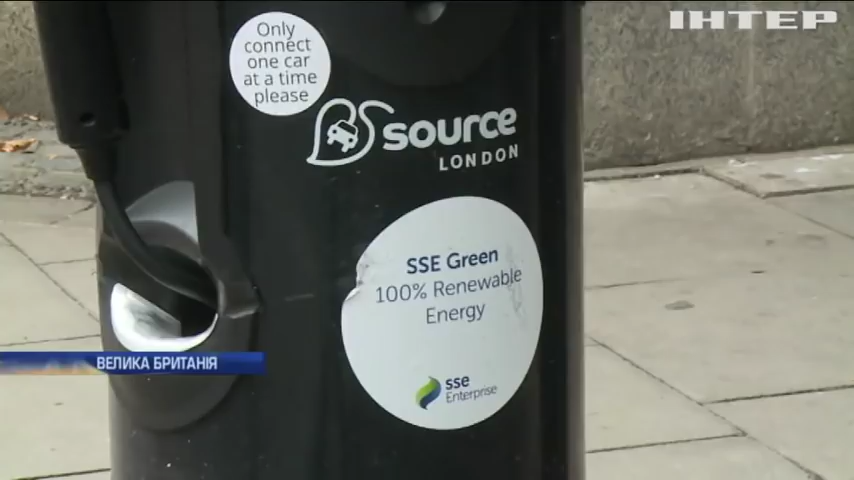 ІНТЕР
Only
connect
one car
at a time
please
source
LONDON
SSE Green
100% Renewable
Energy
sse
Enterprise
ВЕЛИКА БРИТАНІЯ